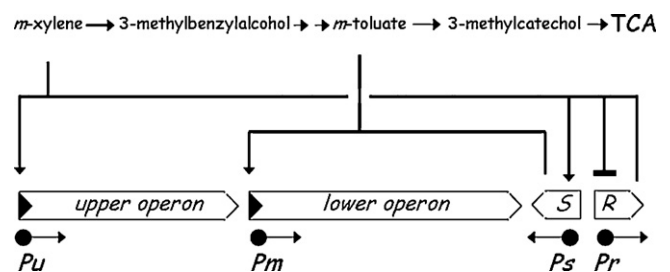 m-xylene 3-methylbenzylalcohol m-toluate 3-methylcatechol TCA
upper operon lower operon S R
Pu Pm Ps Pr